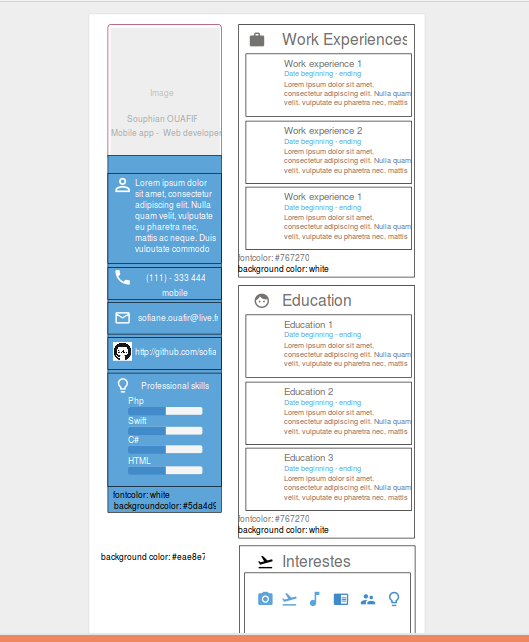 Image
Souphian OUAFIF
Mobile app - Web developer
Lorem ipsum dolor
sit amet, consectetur
adipiscing elit. Nulla
quam velit, vulputate
eu pharetra nec,
mattis ac neque. Duis
vulputate commodo
(111) - 333 444
mobile
sofiane.ouafir@live.fr
http://github/com/sofia
Professional skills
Php
Swift
C#
HTML
fontcolor: white
backgroundcolor: #5da4d9
background color: #eae8e7
Work Experiences
Work experience 1
Date beginning - ending
Lorem ipsum dolor sit amet,
consectetur adipiscing elit. Nulla quam
velit, vulputate eu pharetra nec, mattis
Work experience 2
Date beginning - ending
Lorem ipsum dolor sit amet,
consectetur adipiscing elit. Nulla quam
velit, vulputate eu pharetra nec, mattis
Work experience 1
Date beginning - ending
Lorem ipsum dolor sit amet,
consectetur adipiscing elit. Nulla quam
velit, vulputate eu pharetra nec, mattis
fontcolor: #767270
background color: white
Education
Education 1
Date beginning - ending
Lorem ipsum dolor sit amet,
consectetur adipiscing elit. Nulla quam
velit, vulputate eu pharetra nec, mattis
Education 2
Date beginning - ending
Lorem ipsum dolor sit amet,
consectetur adipiscing elit. Nulla quam
velit, vulputate eu pharetra nec, mattis
Education 3
Date beginning - ending
Lorem ipsum dolor sit amet,
consectetur adipiscing elit. Nulla quam
velit, vulputate eu pharetra nec, mattis
fontcolor: #767270
background color: white
Interestes